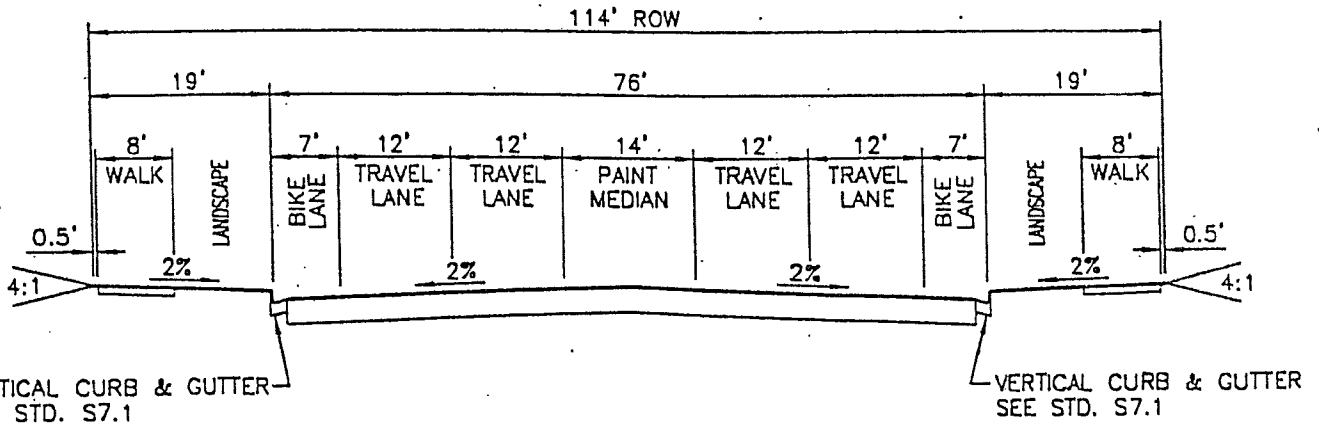 114' ROW
19' 76' 19'
8' 7' 12' 12' 14' 12' 12' 7' 8'
WALK LANDSCAPE BIKE LANE TRAVEL LANE TRAVEL LANE PAINT MEDIAN TRAVEL LANE TRAVEL LANE BIKE LANE LANDSCAPE WALK
0.5' 0.5'
2% 2% 2% 2%
4:1 4:1
TICAL CURB & GUTTER
STD. S7.1
VERTICAL CURB & GUTTER
SEE STD. S7.1